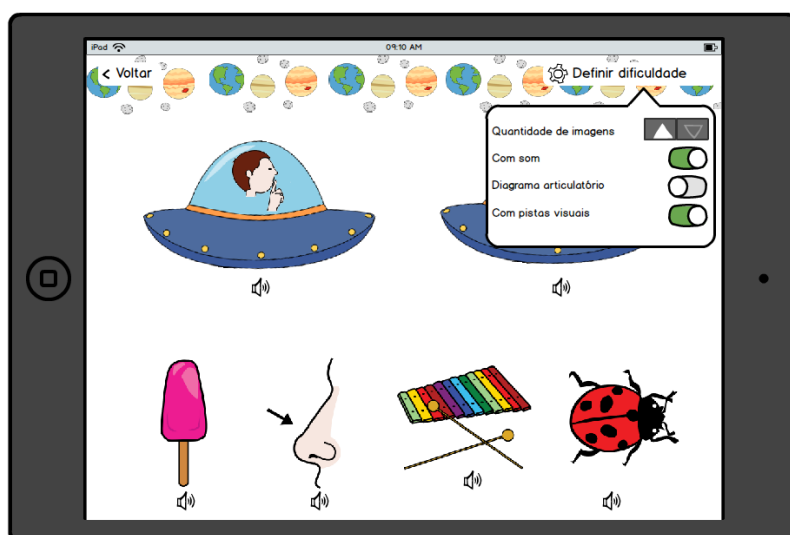 iPad
09:10 AM
< Voltar
Definir dificuldade
Quantidade de imagens
Com som
Diagrama articulatório
Com pistas visuais